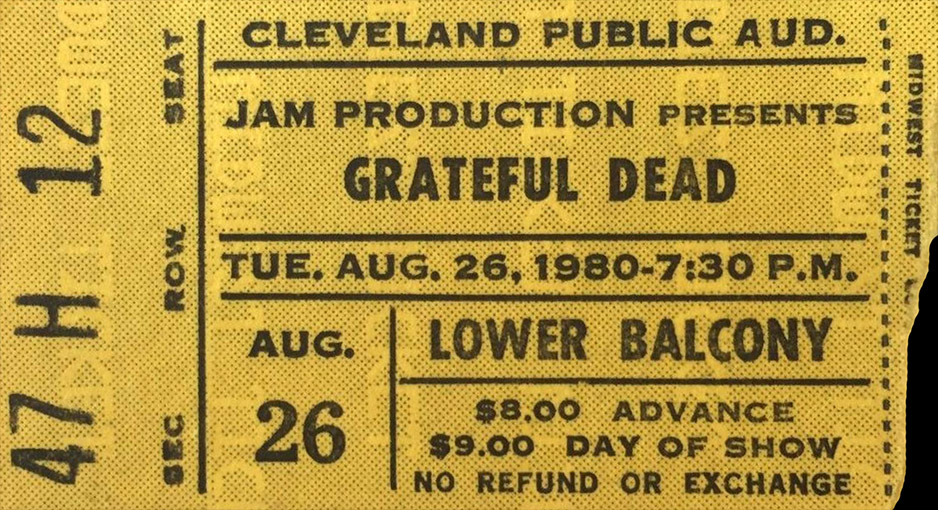 CLEVELAND PUBLIC AUD.
JAM PRODUCTION PRESENTS
GRATEFUL DEAD
TUE. AUG. 26, 1980-7:30 P.M.
AUG.
26
LOWER BALCONY
$8.00 ADVANCE
$9.00 DAY OF SHOW
NO REFUND OR EXCHANGE
SEC ROW SEAT
47 H 12
MIDWEST TICKET